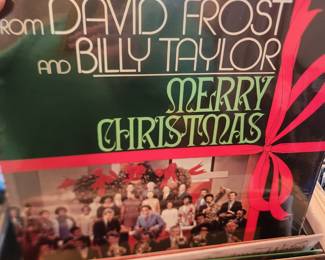 FROM DAVID FROST
AND BILLY TAYLOR
MERRY
CHRISTMAS